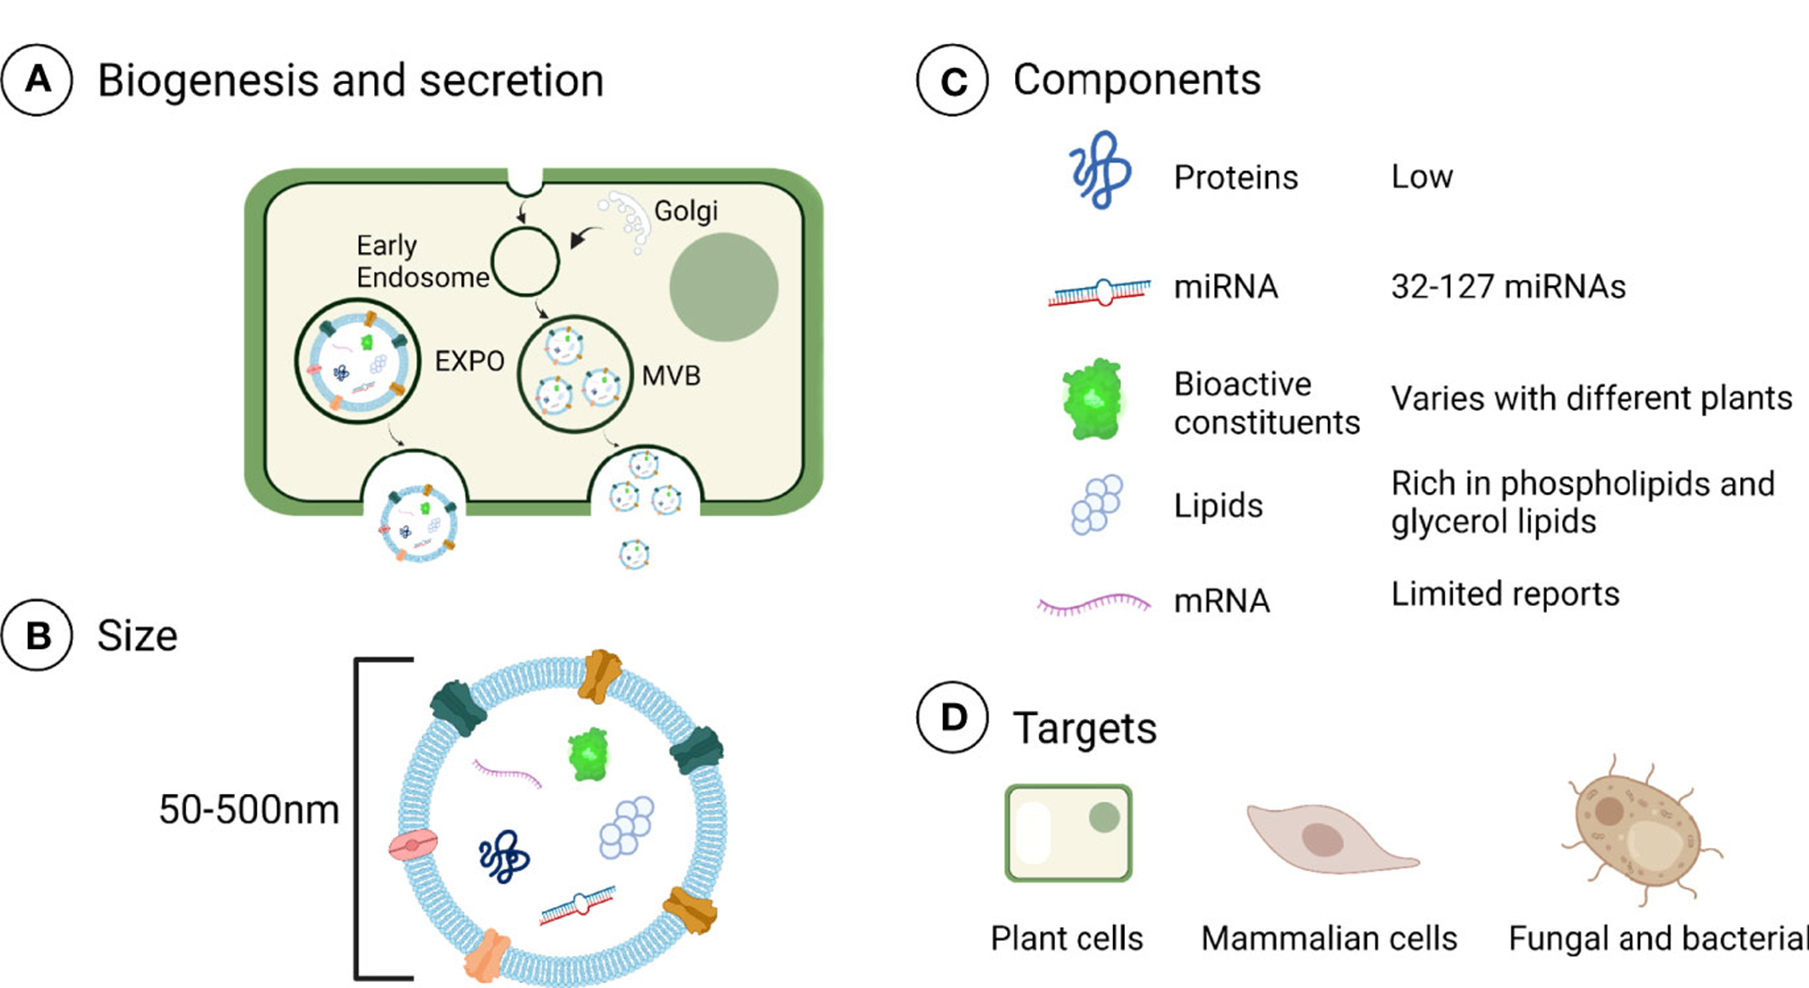 A Biogenesis and secretion
Golgi
Early
Endosome
EXPO
MVB
B Size
50-500nm
C Components
Proteins Low
miRNA 32-127 miRNAs
Bioactive
constituents
Varies with different plants
Lipids
Rich in phospholipids and
glycerol lipids
mRNA Limited reports
D Targets
Plant cells Mammalian cells Fungal and bacterial